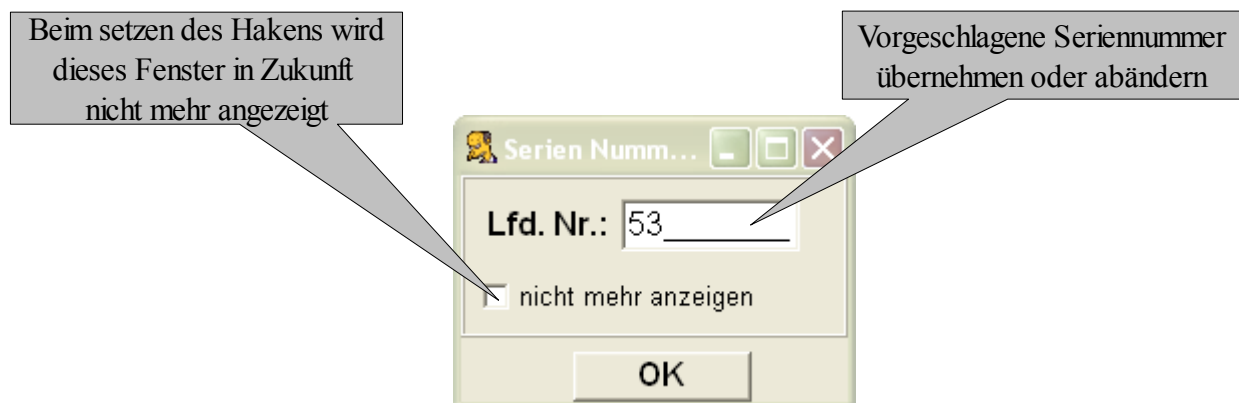 Beim setzen des Hakens wird
dieses Fenster in Zukunft
nicht mehr angezeigt
Vorgeschlagene Seriennummer
übernehmen oder abändern
Serien Numm...
Lfd. Nr.: 53________
nicht mehr anzeigen
OK